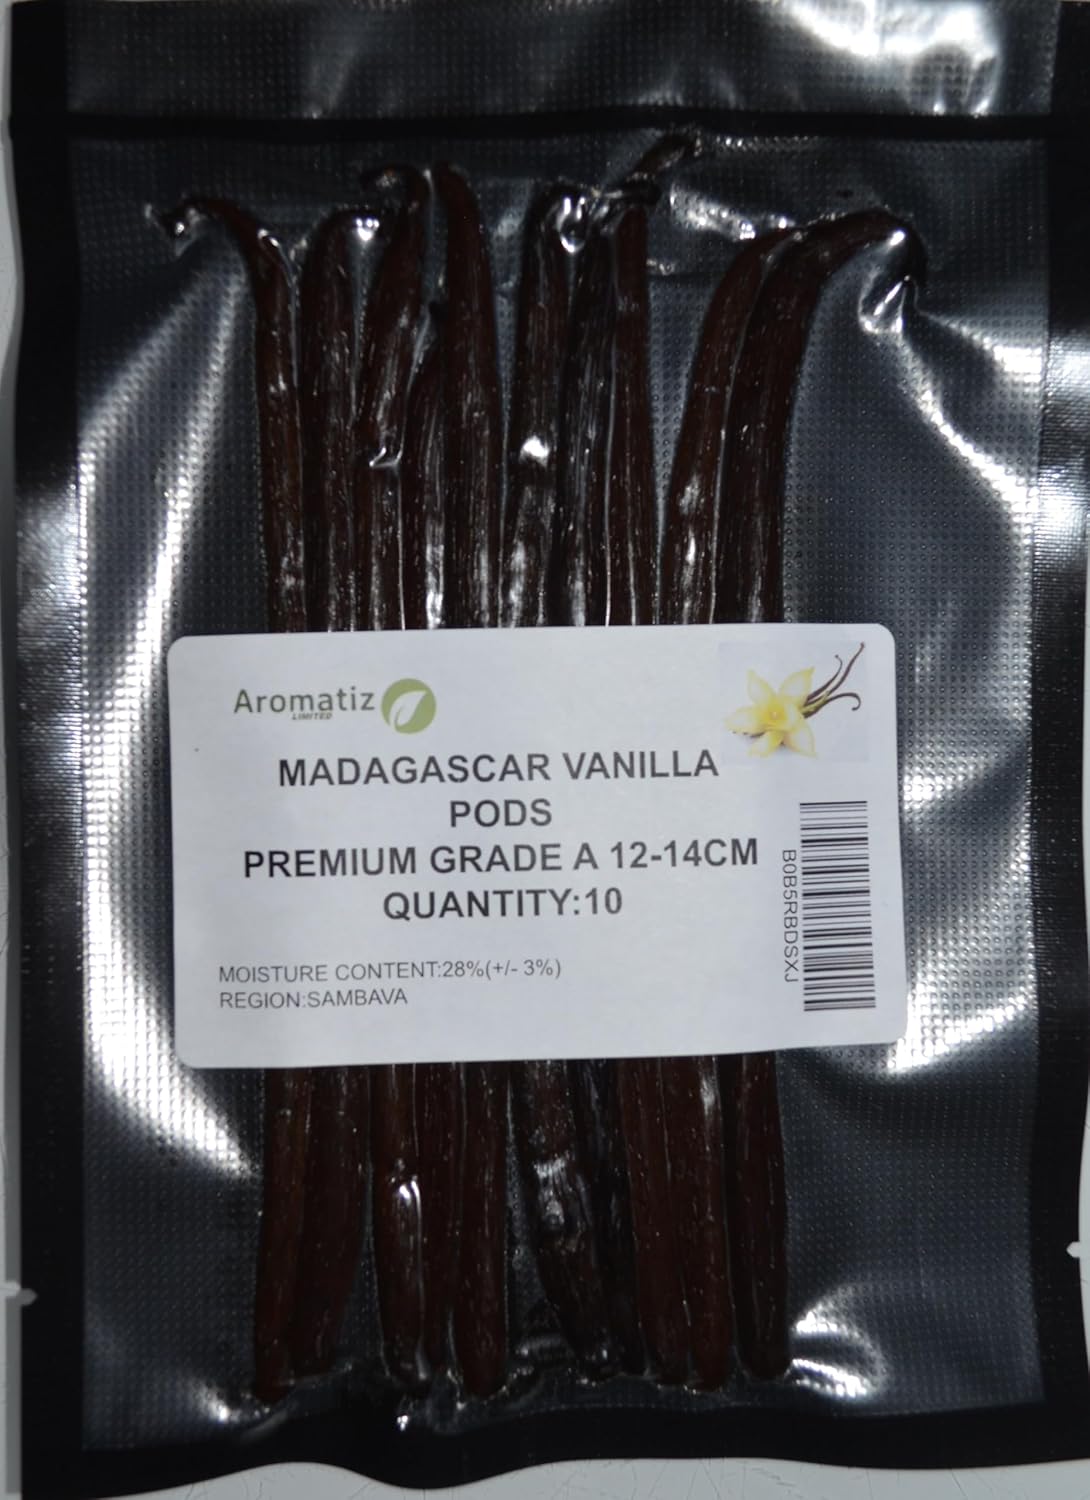 Aromatiz
LIMITED
MADAGASCAR VANILLA
PODS
PREMIUM GRADE A 12-14CM
QUANTITY:10
MOISTURE CONTENT:28%(+/- 3%)
REGION:SAMBAVA
B0B5RBDSXJ